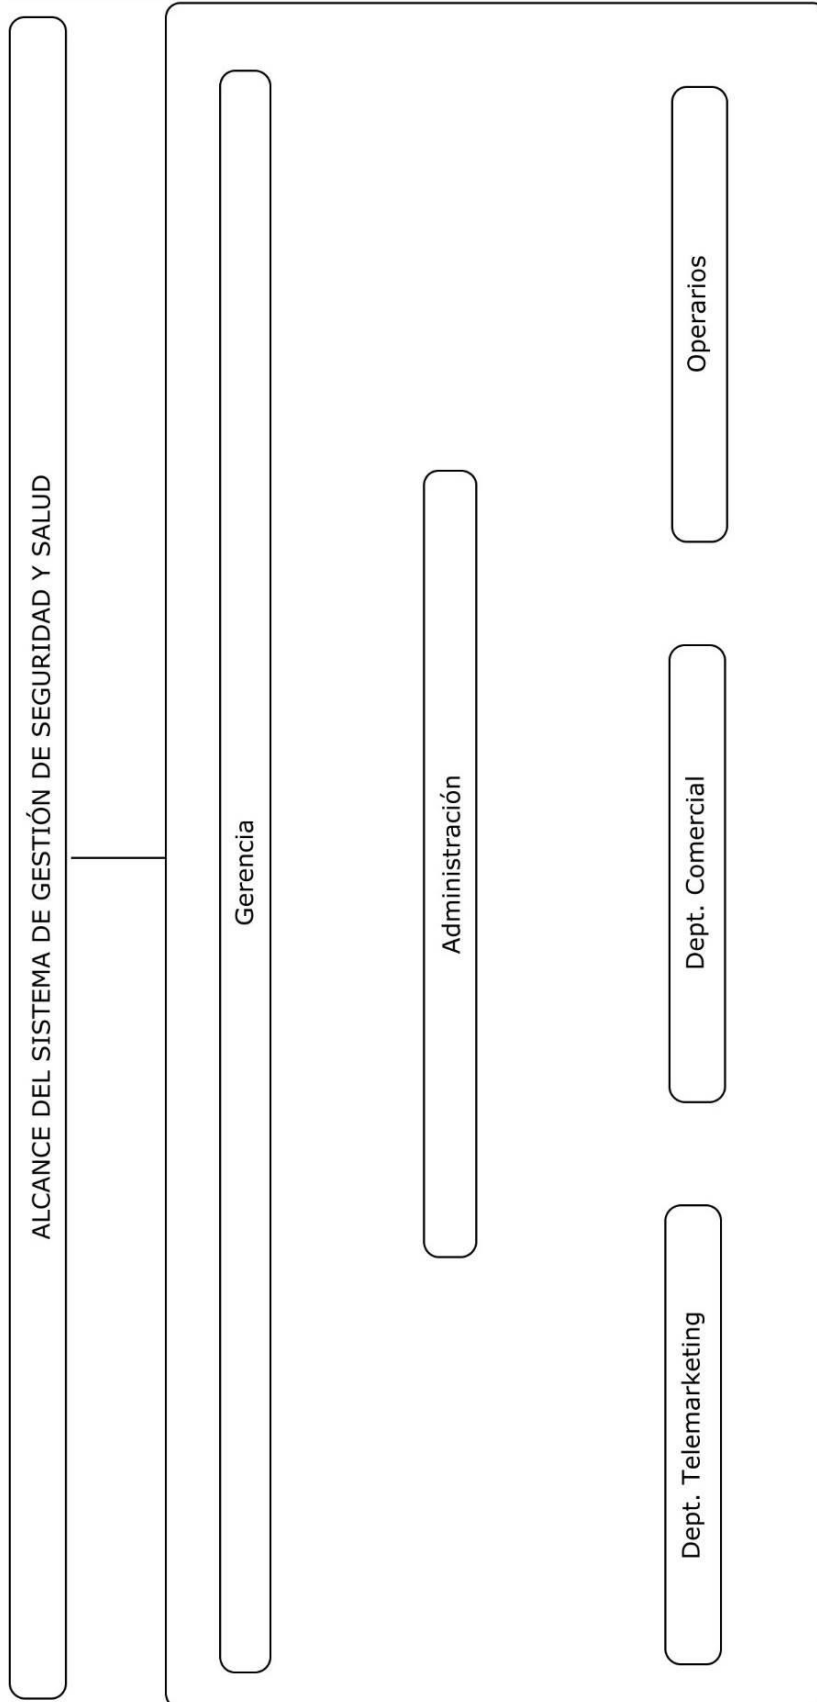 ALCANCE DEL SISTEMA DE GESTIÓN DE SEGURIDAD Y SALUD
Gerencia
Administración
Dept. Telemarketing
Dept. Comercial
Operarios